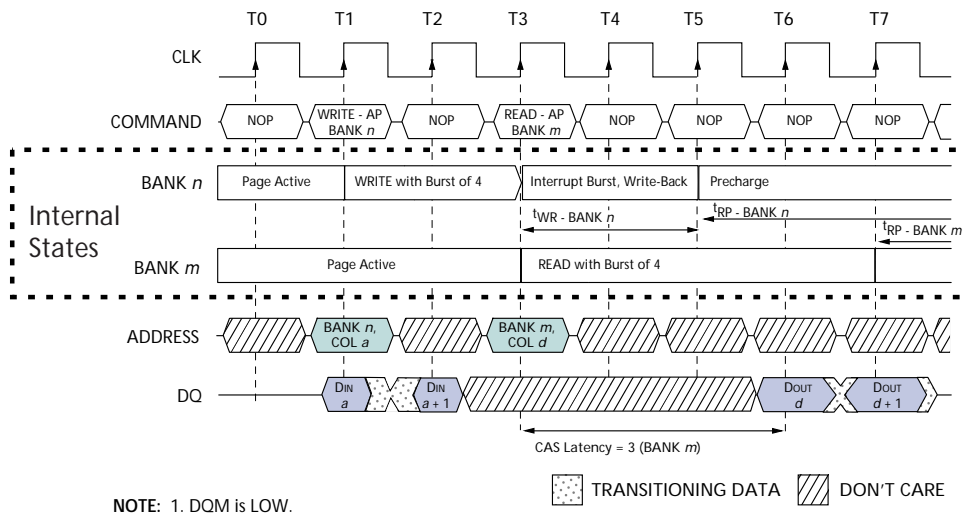 T0 T1 T2 T3 T4 T5 T6 T7
CLK
COMMAND NOP WRITE - AP BANK n NOP READ - AP BANK m NOP NOP NOP NOP
Internal States
BANK n Page Active WRITE with Burst of 4 Interrupt Burst, Write-Back Precharge
tWR - BANK n tRP - BANK n
tRP - BANK m
BANK m Page Active READ with Burst of 4
ADDRESS BANK n, COL a BANK m, COL d
DQ DIN a DIN a + 1 DOUT d DOUT d + 1
CAS Latency = 3 (BANK m)
TRANSITIONING DATA DON'T CARE
NOTE: 1. DQM is LOW.